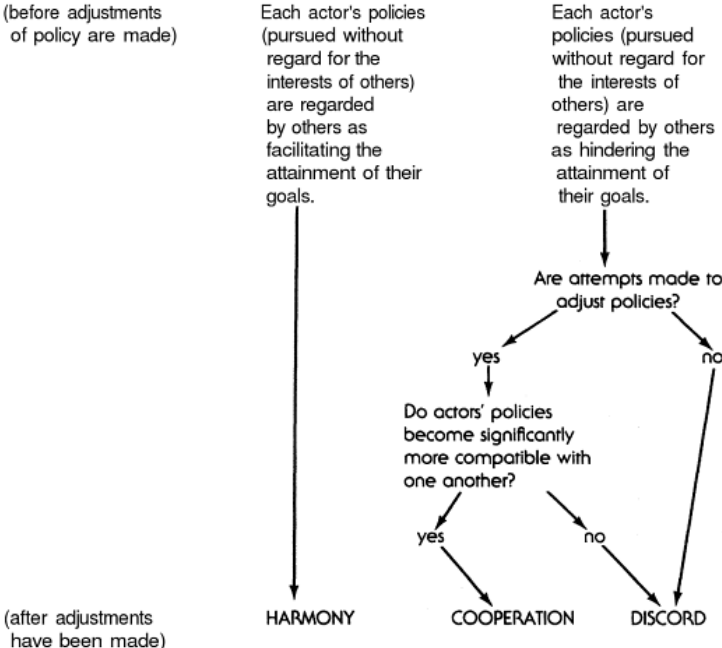 (before adjustments
of policy are made)
Each actor's policies
(pursued without
regard for the
interests of others)
are regarded
by others as
facilitating the
attainment of their
goals.
Each actor's
policies (pursued
without regard for
the interests of
others) are
regarded by others
as hindering the
attainment of
their goals.
Are attempts made to
adjust policies?
yes
no
Do actors' policies
become significantly
more compatible with
one another?
yes
no
(after adjustments
have been made)
HARMONY
COOPERATION
DISCORD